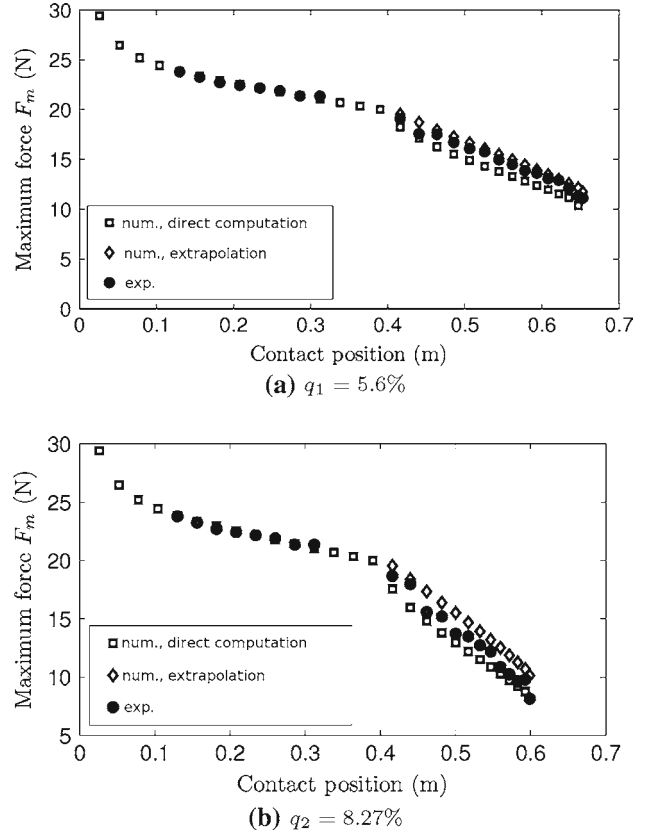 30
25
20
15
10
5
0
Maximum force F_m (N)
num., direct computation
num., extrapolation
exp.
0 0.1 0.2 0.3 0.4 0.5 0.6 0.7
Contact position (m)
(a) q_1 = 5.6%
30
25
20
15
10
5
Maximum force F_m (N)
num., direct computation
num., extrapolation
exp.
0 0.1 0.2 0.3 0.4 0.5 0.6 0.7
Contact position (m)
(b) q_2 = 8.27%